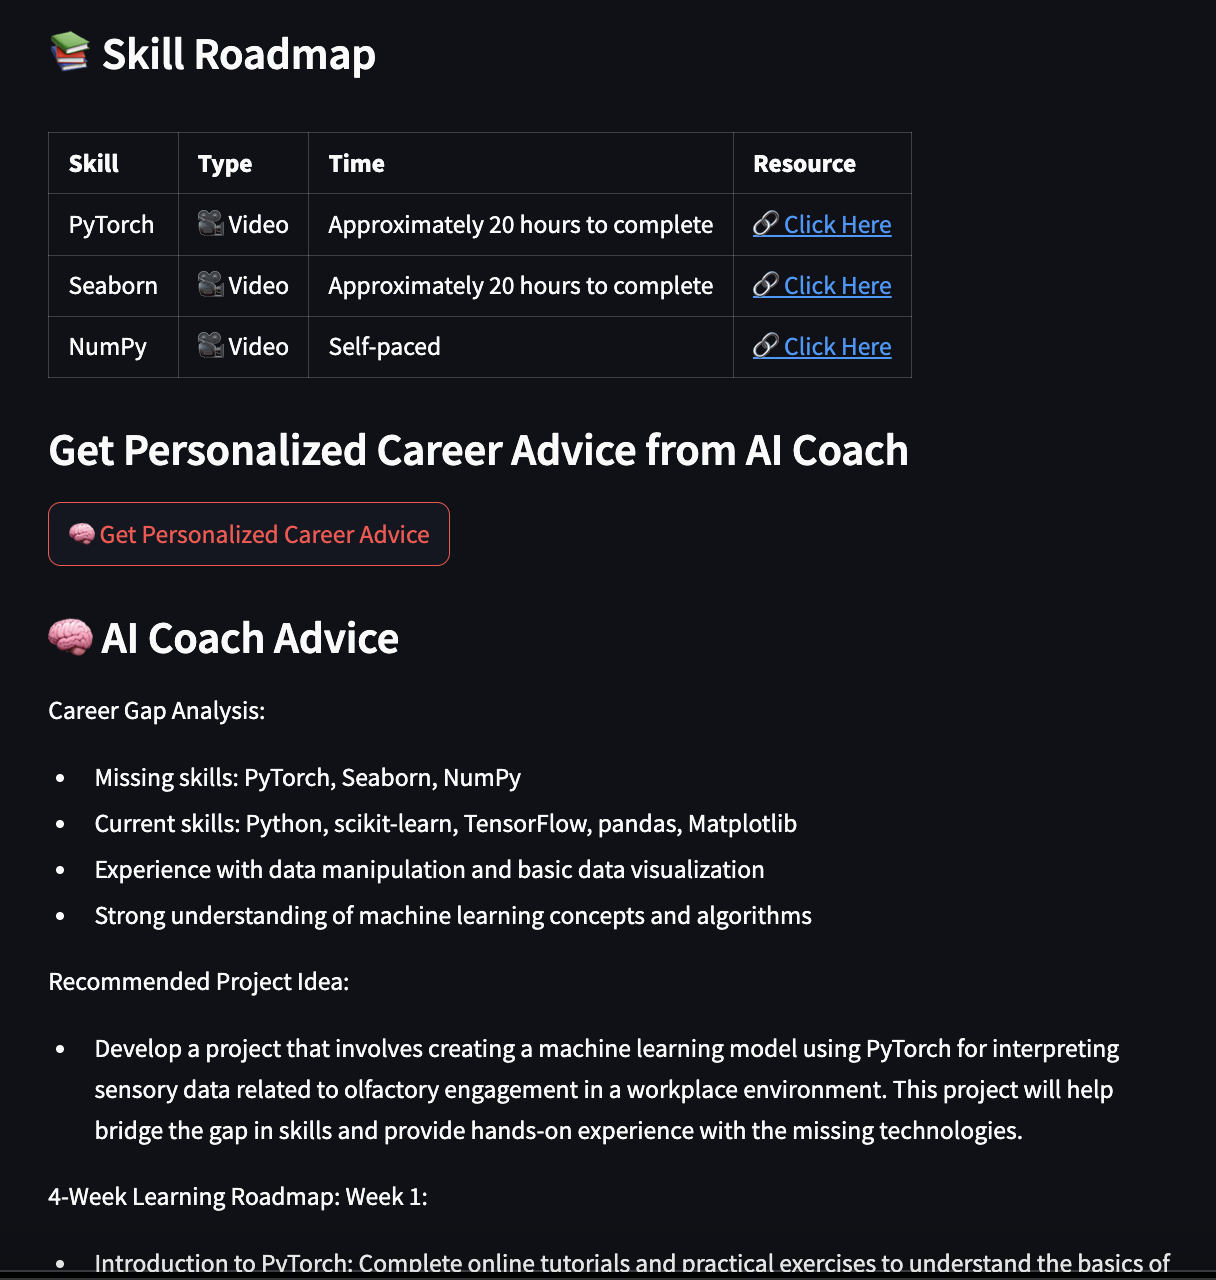 📚 Skill Roadmap
Skill Type Time Resource
PyTorch 🎥 Video Approximately 20 hours to complete 🔗 Click Here
Seaborn 🎥 Video Approximately 20 hours to complete 🔗 Click Here
NumPy 🎥 Video Self-paced 🔗 Click Here
Get Personalized Career Advice from AI Coach
🧠 Get Personalized Career Advice
🧠 AI Coach Advice
Career Gap Analysis:
• Missing skills: PyTorch, Seaborn, NumPy
• Current skills: Python, scikit-learn, TensorFlow, pandas, Matplotlib
• Experience with data manipulation and basic data visualization
• Strong understanding of machine learning concepts and algorithms
Recommended Project Idea:
• Develop a project that involves creating a machine learning model using PyTorch for interpreting
sensory data related to olfactory engagement in a workplace environment. This project will help
bridge the gap in skills and provide hands-on experience with the missing technologies.
4-Week Learning Roadmap: Week 1:
• Introduction to PyTorch: Complete online tutorials and practical exercises to understand the basics of